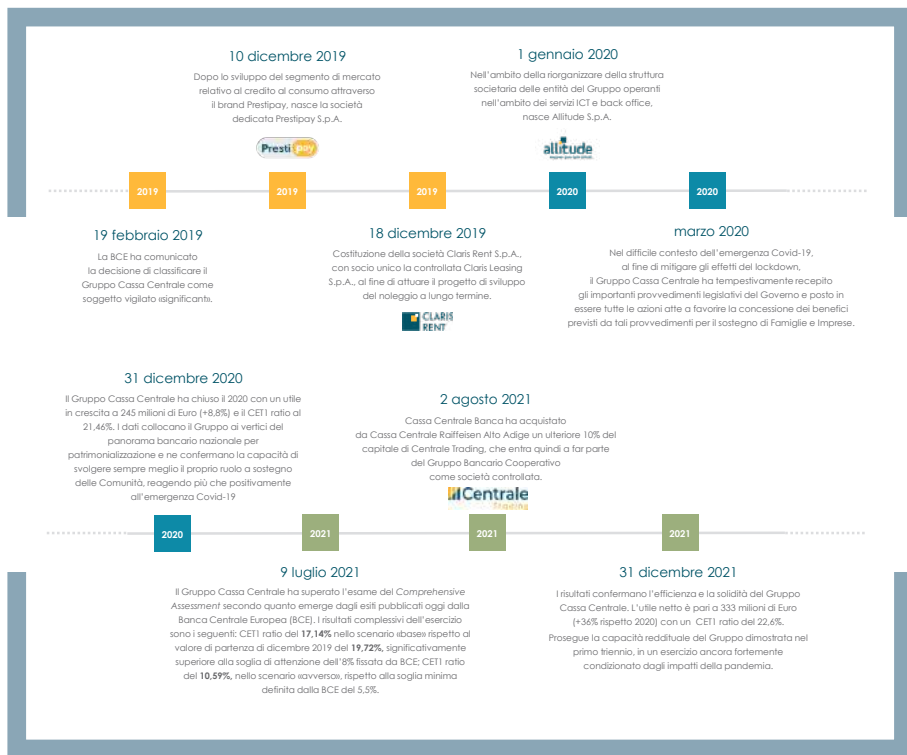 10 dicembre 2019
Dopo lo sviluppo del segmento di mercato
relativo al credito al consumo attraverso
il brand Prestipay, nasce la società
dedicata Prestipay S.p.A.
Prestipay
1 gennaio 2020
Nell'ambito della riorganizzare della struttura
societaria delle entità del Gruppo operanti
nell'ambito dei servizi ICT e back office,
nasce Allitude S.p.A.
allitude
2019
2019
2019
2020
2020
19 febbraio 2019
La BCE ha comunicato
la decisione di classificare il
Gruppo Cassa Centrale come
soggetto vigilato «significant».
18 dicembre 2019
Costituzione della società Claris Rent S.p.A.,
con socio unico la controllata Claris Leasing
S.p.A., al fine di attuare il progetto di sviluppo
del noleggio a lungo termine.
CLARIS
RENT
marzo 2020
Nel difficile contesto dell'emergenza Covid-19,
al fine di mitigare gli effetti del lockdown,
il Gruppo Cassa Centrale ha tempestivamente recepito
gli importanti provvedimenti legislativi del Governo e posto in
essere tutte le azioni atte a favorire la concessione dei benefici
previsti da tali provvedimenti per il sostegno di Famiglie e Imprese.
31 dicembre 2020
Il Gruppo Cassa Centrale ha chiuso il 2020 con un utile
in crescita a 245 milioni di Euro (+8,8%) e il CET1 ratio al
21,46%. I dati collocano il Gruppo ai vertici del
panorama bancario nazionale per
patrimonializzazione e ne confermano la capacità di
svolgere sempre meglio il proprio ruolo a sostegno
delle Comunità, reagendo più che positivamente
all'emergenza Covid-19
2 agosto 2021
Cassa Centrale Banca ha acquistato
da Cassa Centrale Raiffeisen Alto Adige un ulteriore 10% del
capitale di Centrale Trading, che entra quindi a far parte
del Gruppo Bancario Cooperativo
come società controllata.
Centrale
Trading
2020
2021
2021
2021
9 luglio 2021
Il Gruppo Cassa Centrale ha superato l'esame del Comprehensive
Assessment secondo quanto emerge dagli esiti pubblicati oggi dalla
Banca Centrale Europea (BCE). I risultati complessivi dell'esercizio
sono i seguenti: CET1 ratio del 17,14% nello scenario «base» rispetto al
valore di partenza di dicembre 2019 del 19,72%, significativamente
superiore alla soglia di attenzione dell'8% fissata da BCE; CET1 ratio
del 10,59%, nello scenario «avverso», rispetto alla soglia minima
definita dalla BCE del 5,5%.
31 dicembre 2021
I risultati confermano l'efficienza e la solidità del Gruppo
Cassa Centrale. L'utile netto è pari a 333 milioni di Euro
(+36% rispetto 2020) con un CET1 ratio del 22,6%.
Prosegue la capacità reddituale del Gruppo dimostrata nel
primo triennio, in un esercizio ancora fortemente
condizionato dagli impatti della pandemia.